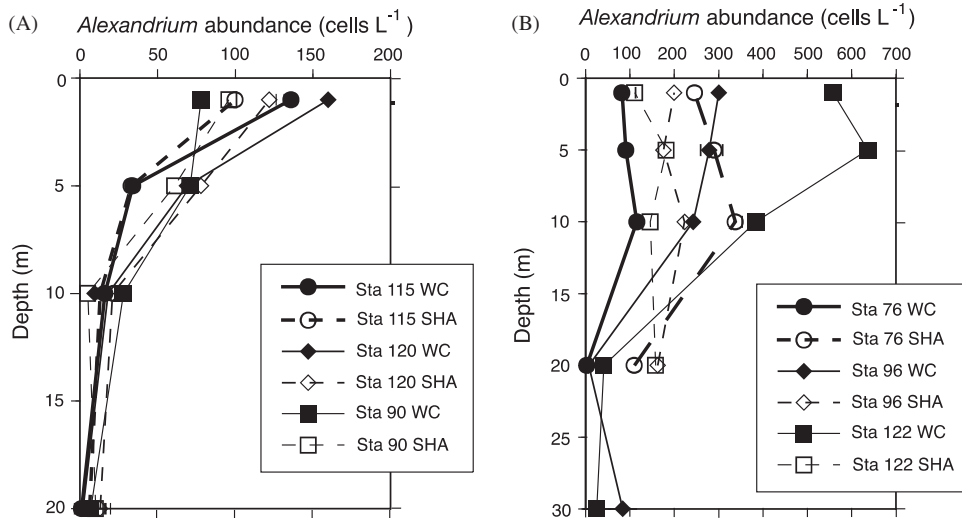 (A)
Alexandrium abundance (cells L-1)
0 50 100 150 200
Depth (m)
0
5
10
15
20
Sta 115 WC
Sta 115 SHA
Sta 120 WC
Sta 120 SHA
Sta 90 WC
Sta 90 SHA
(B)
Alexandrium abundance (cells L-1)
0 100 200 300 400 500 600 700
Depth (m)
0
5
10
15
20
25
30
Sta 76 WC
Sta 76 SHA
Sta 96 WC
Sta 96 SHA
Sta 122 WC
Sta 122 SHA